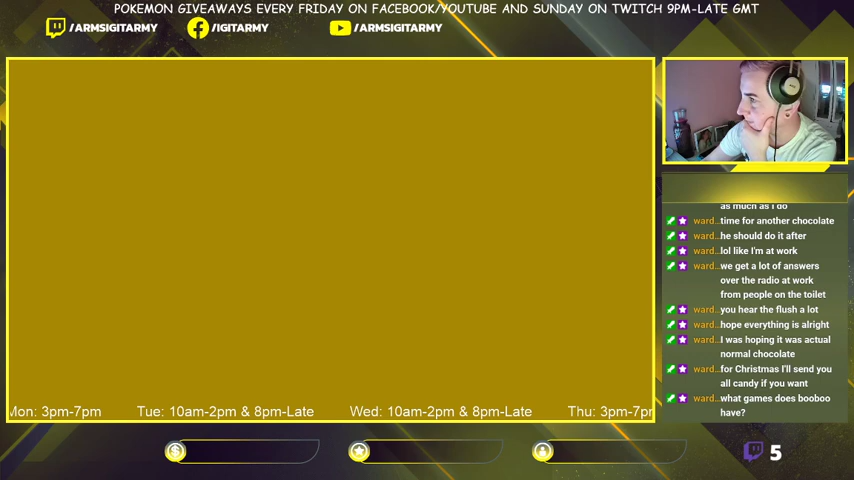 POKEMON GIVEAWAYS EVERY FRIDAY ON FACEBOOK/YOUTUBE AND SUNDAY ON TWITCH 9PM-LATE GMT
/ARMSIGITARMY /IGITARMY /ARMSIGITARMY
as much as I do
ward.. time for another chocolate
ward.. he should do it after
ward.. lol like I'm at work
ward.. we get a lot of answers
over the radio at work
from people on the toilet
ward.. you hear the flush a lot
ward.. hope everything is alright
ward.. I was hoping it was actual
normal chocolate
ward.. for Christmas I'll send you
all candy if you want
ward.. what games does booboo
have?
Mon: 3pm-7pm Tue: 10am-2pm & 8pm-Late Wed: 10am-2pm & 8pm-Late Thu: 3pm-7p
5